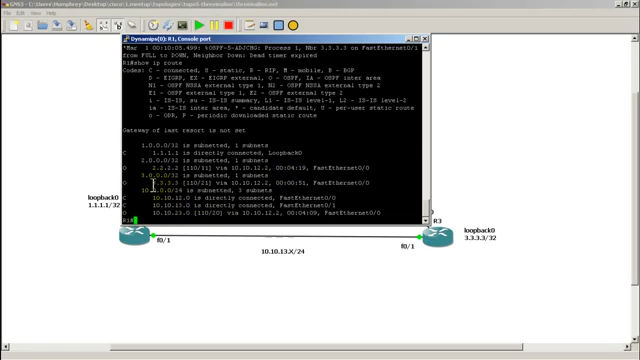 GNS3
File Edit View
Dynamips(0): R1, Console port
*Mar 1 00:10:05.499: %OSPF-5-ADJCHG: Process 1, Nbr 3.3.3.3 on FastEthernet0/1
from FULL to DOWN, Neighbor Down: Dead timer expired
R1#show ip route
Codes: C - connected, S - static, R - RIP, M - mobile, B - BGP
D - EIGRP, EX - EIGRP external, O - OSPF, IA - OSPF inter area
N1 - OSPF NSSA external type 1, N2 - OSPF NSSA external type 2
E1 - OSPF external type 1, E2 - OSPF external type 2
i - IS-IS, su - IS-IS summary, L1 - IS-IS level-1, L2 - IS-IS level-2
ia - IS-IS inter area, * - candidate default, U - per-user static route
o - ODR, P - periodic downloaded static route
Gateway of last resort is not set
1.0.0.0/32 is subnetted, 1 subnets
C 1.1.1.1 is directly connected, Loopback0
2.0.0.0/32 is subnetted, 1 subnets
O 2.2.2.2 [110/11] via 10.10.12.2, 00:04:19, FastEthernet0/0
3.0.0.0/32 is subnetted, 1 subnets
O 3.3.3.3 [110/21] via 10.10.12.2, 00:00:51, FastEthernet0/0
10.0.0.0/24 is subnetted, 3 subnets
C 10.10.12.0 is directly connected, FastEthernet0/0
C 10.10.13.0 is directly connected, FastEthernet0/1
O 10.10.23.0 [110/20] via 10.10.12.2, 00:04:09, FastEthernet0/0
R1#
loopback0
1.1.1.1/32
f0/1
10.10.13.X/24
f0/1
R3
loopback0
3.3.3.3/32